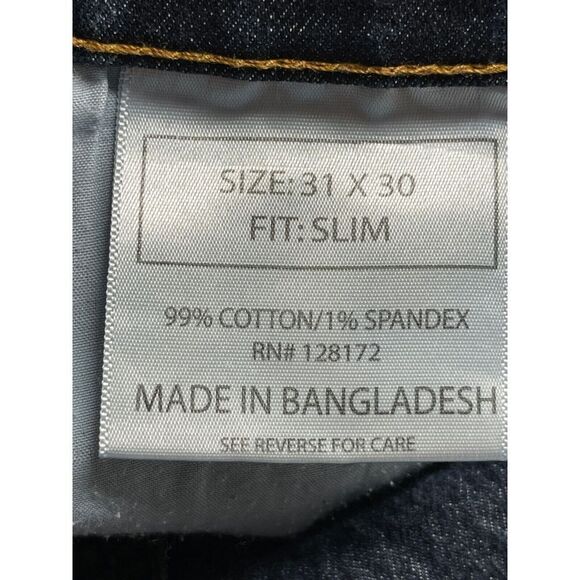 SIZE: 31 X 30
FIT: SLIM
99% COTTON/1% SPANDEX
RN# 128172
MADE IN BANGLADESH
SEE REVERSE FOR CARE